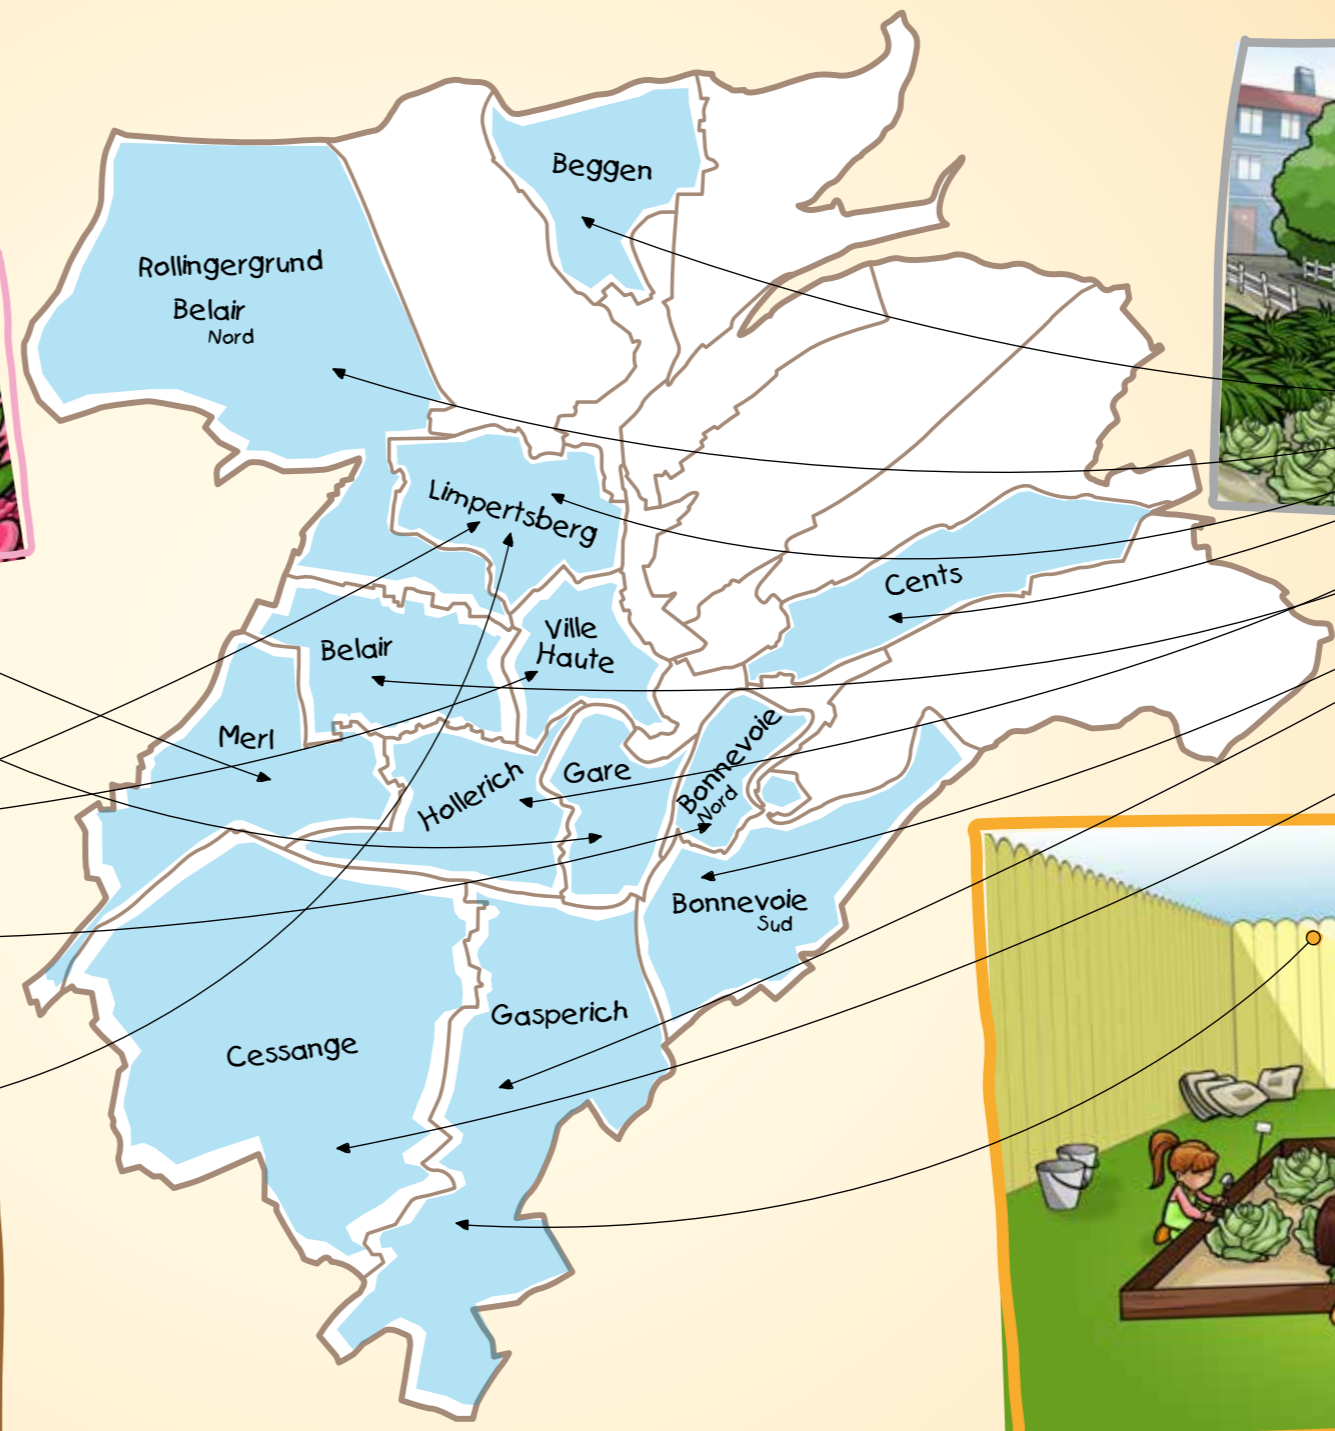 Beggen
Rollingergrund
Belair
Nord
Limpertsberg
Cents
Ville
Haute
Belair
Merl
Hollerich
Gare
Bonnevoie
Nord
Bonnevoie
Sud
Gasperich
Cessange